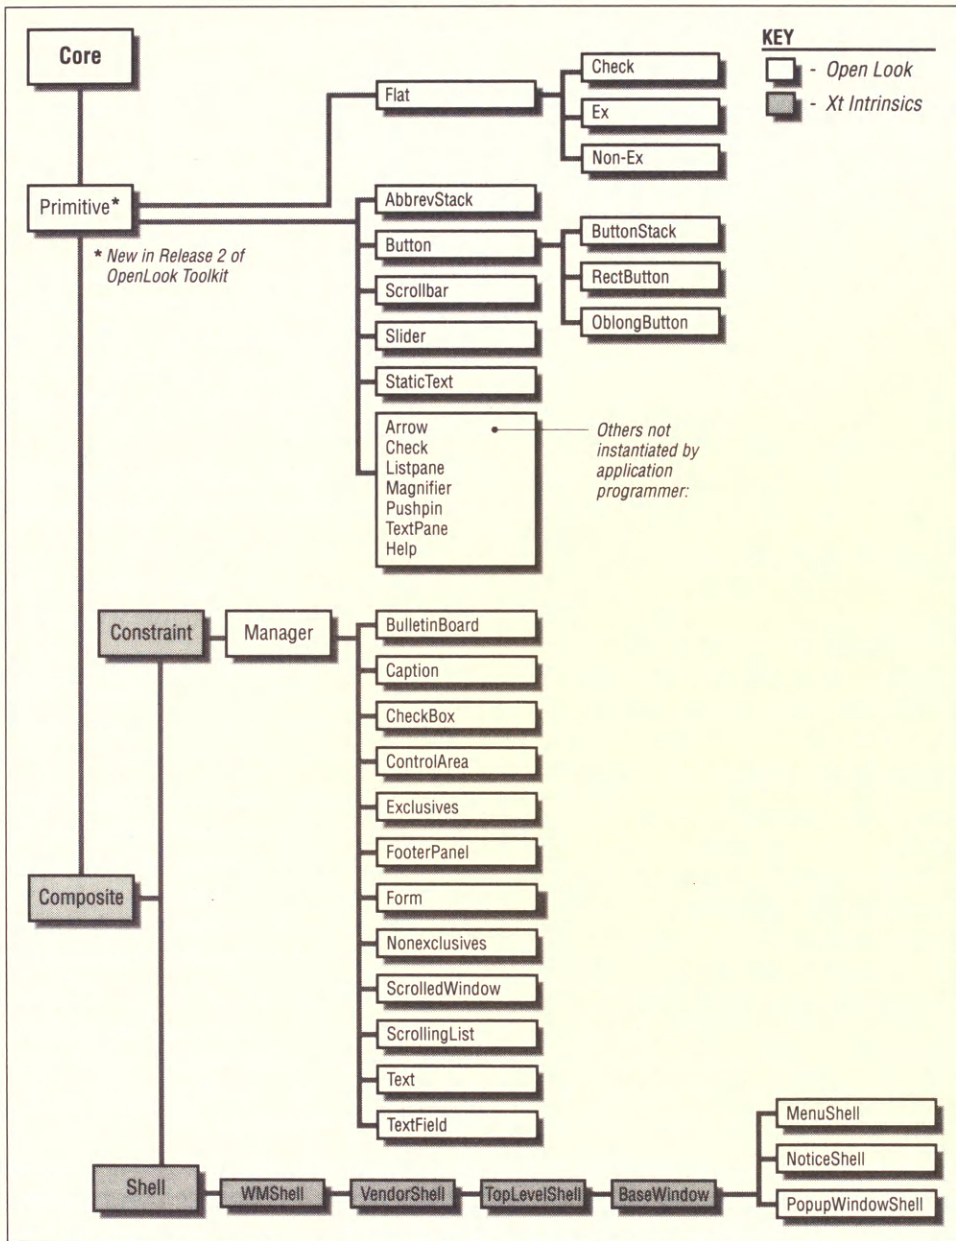 Core
KEY
- Open Look
- Xt Intrinsics
Flat
Check
Ex
Non-Ex
Primitive*
* New in Release 2 of
OpenLook Toolkit
AbbrevStack
Button
ButtonStack
RectButton
OblongButton
Scrollbar
Slider
StaticText
Arrow
Check
Listpane
Magnifier
Pushpin
TextPane
Help
Others not
instantiated by
application
programmer:
Constraint
Manager
BulletinBoard
Caption
CheckBox
ControlArea
Exclusives
FooterPanel
Composite
Form
Nonexclusives
ScrolledWindow
ScrollingList
Text
TextField
Shell
WMShell
VendorShell
TopLevelShell
BaseWindow
MenuShell
NoticeShell
PopupWindowShell